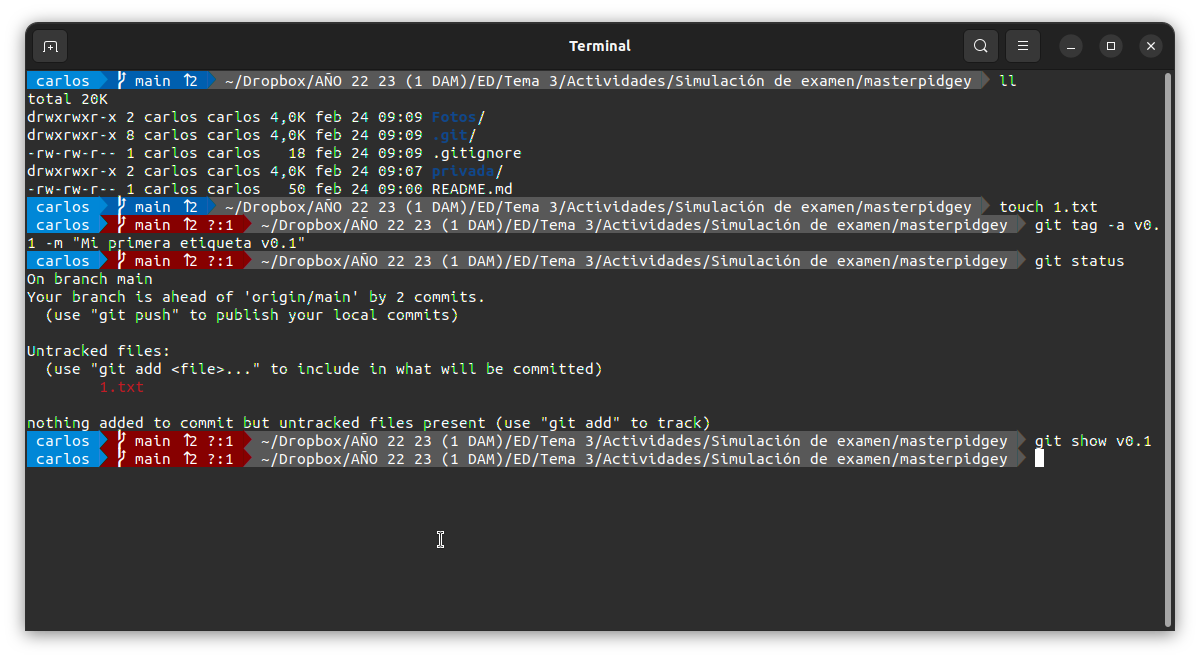 Terminal
carlos main ⇡2 ~/Dropbox/AÑO 22 23 (1 DAM)/ED/Tema 3/Actividades/Simulación de examen/masterpidgey ll
total 20K
drwxrwxr-x 2 carlos carlos 4,0K feb 24 09:09 Fotos/
drwxrwxr-x 8 carlos carlos 4,0K feb 24 09:09 .git/
-rw-rw-r-- 1 carlos carlos   18 feb 24 09:09 .gitignore
drwxrwxr-x 2 carlos carlos 4,0K feb 24 09:07 privada/
-rw-rw-r-- 1 carlos carlos   50 feb 24 09:00 README.md
carlos main ⇡2 ~/Dropbox/AÑO 22 23 (1 DAM)/ED/Tema 3/Actividades/Simulación de examen/masterpidgey touch 1.txt
carlos main ⇡2 ?:1 ~/Dropbox/AÑO 22 23 (1 DAM)/ED/Tema 3/Actividades/Simulación de examen/masterpidgey git tag -a v0.
1 -m "Mi primera etiqueta v0.1"
carlos main ⇡2 ?:1 ~/Dropbox/AÑO 22 23 (1 DAM)/ED/Tema 3/Actividades/Simulación de examen/masterpidgey git status
On branch main
Your branch is ahead of 'origin/main' by 2 commits.
  (use "git push" to publish your local commits)

Untracked files:
  (use "git add <file>..." to include in what will be committed)
        1.txt

nothing added to commit but untracked files present (use "git add" to track)
carlos main ⇡2 ?:1 ~/Dropbox/AÑO 22 23 (1 DAM)/ED/Tema 3/Actividades/Simulación de examen/masterpidgey git show v0.1
carlos main ⇡2 ?:1 ~/Dropbox/AÑO 22 23 (1 DAM)/ED/Tema 3/Actividades/Simulación de examen/masterpidgey